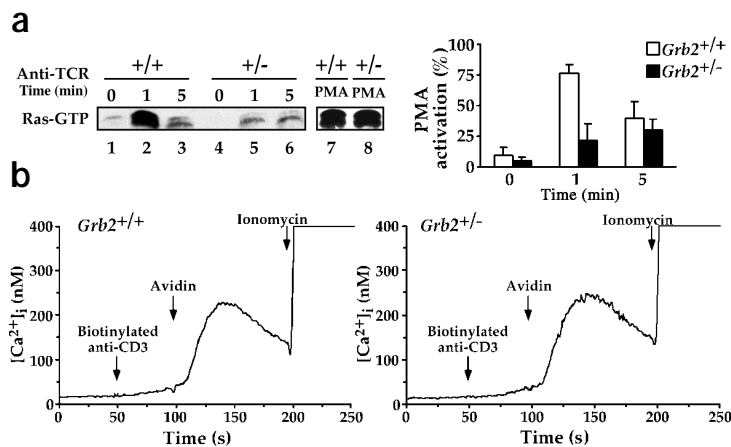 a
+/+ +/- +/+ +/-
Anti-TCR
Time (min) 0 1 5 0 1 5 PMA PMA
Ras-GTP
1 2 3 4 5 6 7 8
PMA activation (%)
100
75
50
25
0
Grb2+/+
Grb2+/-
0 1 5
Time (min)
b
[Ca2+]i (nM)
400
300
200
100
0
Grb2+/+
Biotinylated
anti-CD3
Avidin
Ionomycin
0 50 100 150 200 250
Time (s)
[Ca2+]i (nM)
400
300
200
100
0
Grb2+/-
Biotinylated
anti-CD3
Avidin
Ionomycin
0 50 100 150 200 250
Time (s)